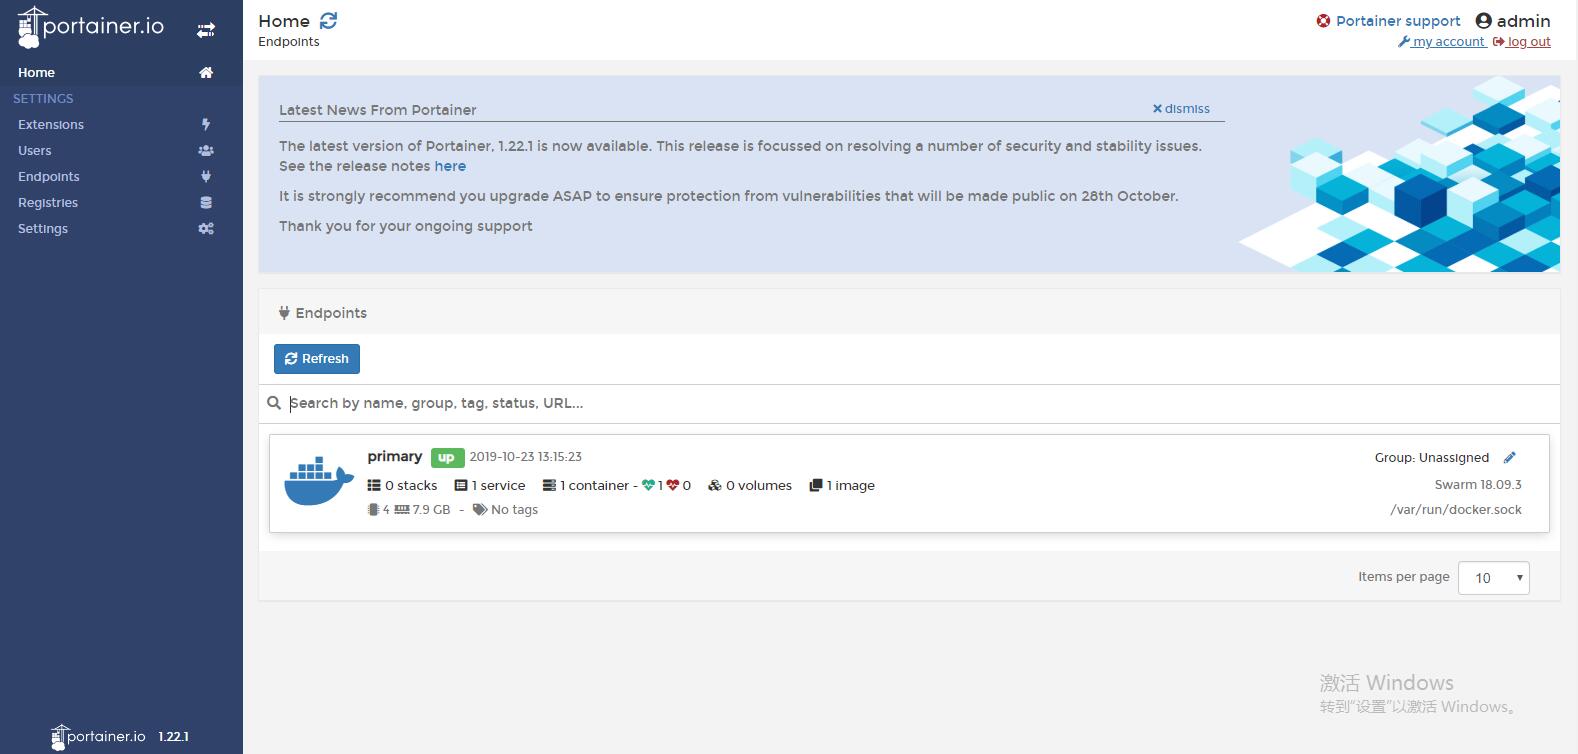 portainer.io
Home
SETTINGS
Extensions
Users
Endpoints
Registries
Settings
portainer.io 1.22.1
Home
Endpoints
Portainer support admin
my account log out
Latest News From Portainer
dismiss
The latest version of Portainer, 1.22.1 is now available. This release is focussed on resolving a number of security and stability issues.
See the release notes here
It is strongly recommend you upgrade ASAP to ensure protection from vulnerabilities that will be made public on 28th October.
Thank you for your ongoing support
Endpoints
Refresh
Search by name, group, tag, status, URL...
primary up 2019-10-23 13:15:23
Group: Unassigned
0 stacks 1 service 1 container - 1 0 0 volumes 1 image
Swarm 18.09.3
4 7.9 GB - No tags
/var/run/docker.sock
Items per page 10
激活 Windows
转到“设置”以激活 Windows。